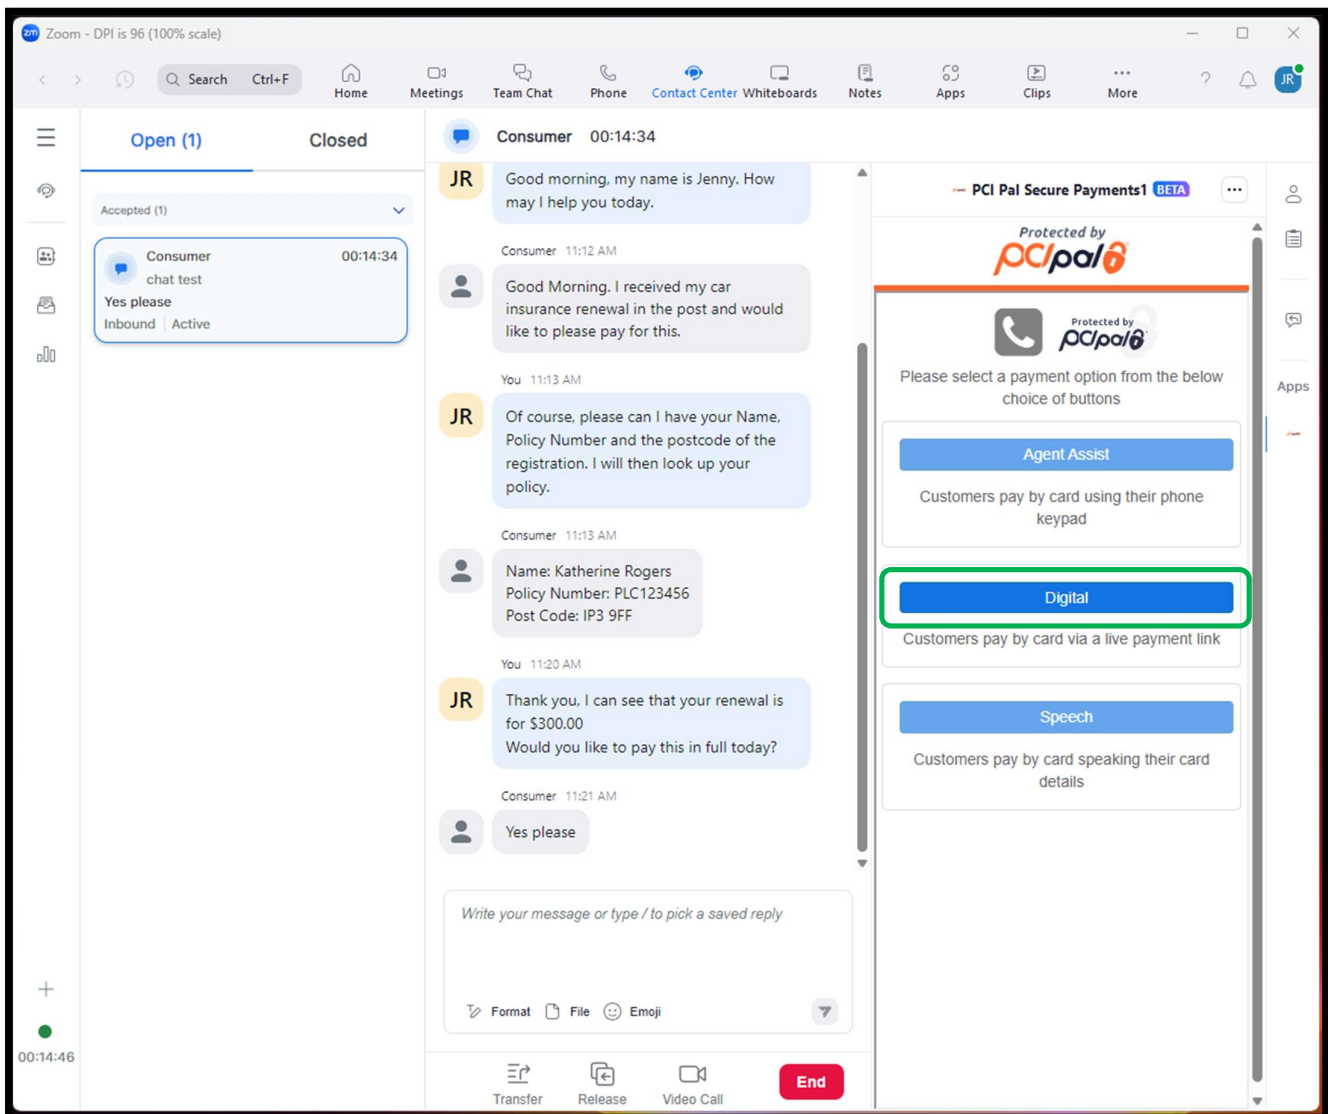 zm Zoom - DPI is 96 (100% scale)
Search Ctrl+F
Home
Meetings
Team Chat
Phone
Contact Center
Whiteboards
Notes
Apps
Clips
More
JR
Open (1)
Closed
Accepted (1)
Consumer 00:14:34
chat test
Yes please
Inbound Active
00:14:46
Consumer 00:14:34
JR
Good morning, my name is Jenny. How
may I help you today.
Consumer 11:12 AM
Good Morning. I received my car
insurance renewal in the post and would
like to please pay for this.
You 11:13 AM
JR
Of course, please can I have your Name,
Policy Number and the postcode of the
registration. I will then look up your
policy.
Consumer 11:13 AM
Name: Katherine Rogers
Policy Number: PLC123456
Post Code: IP3 9FF
You 11:20 AM
JR
Thank you, I can see that your renewal is
for $300.00
Would you like to pay this in full today?
Consumer 11:21 AM
Yes please
Write your message or type / to pick a saved reply
Format File Emoji
Transfer
Release
Video Call
End
PCI Pal Secure Payments1 BETA
Protected by
pcipal
Protected by
pcipal
Please select a payment option from the below
choice of buttons
Agent Assist
Customers pay by card using their phone
keypad
Digital
Customers pay by card via a live payment link
Speech
Customers pay by card speaking their card
details
Apps